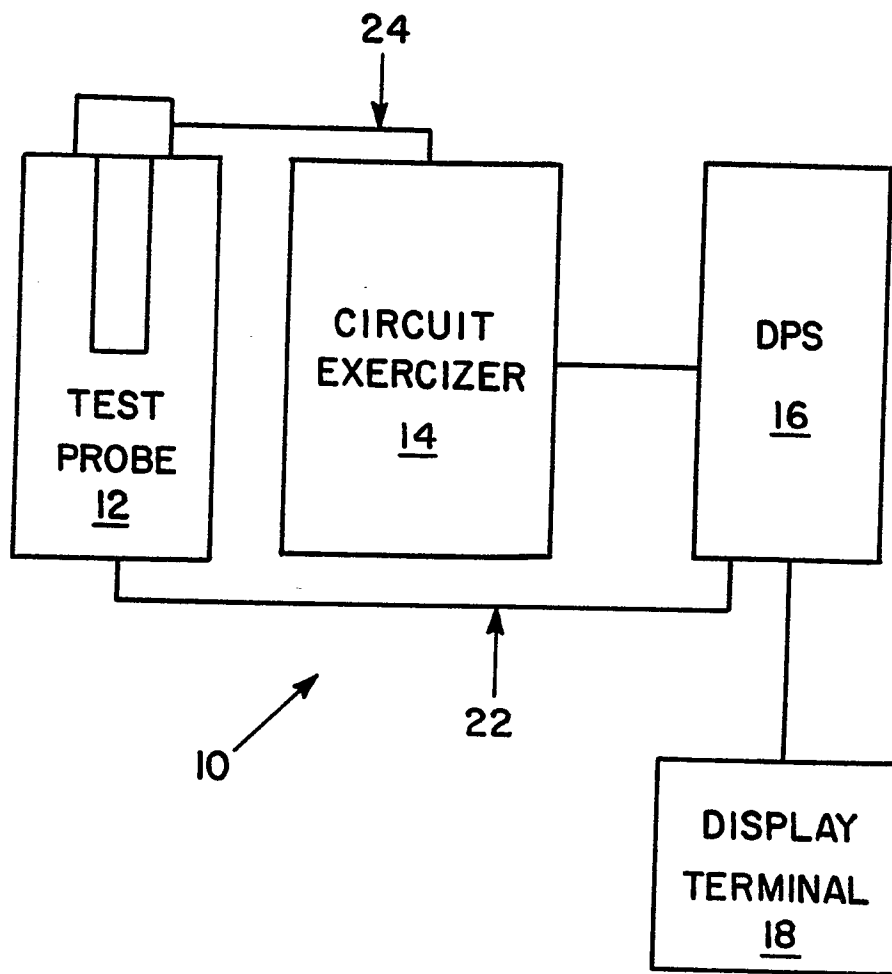 24
TEST
PROBE
12
CIRCUIT
EXERCIZER
14
DPS
16
22
10
DISPLAY
TERMINAL
18